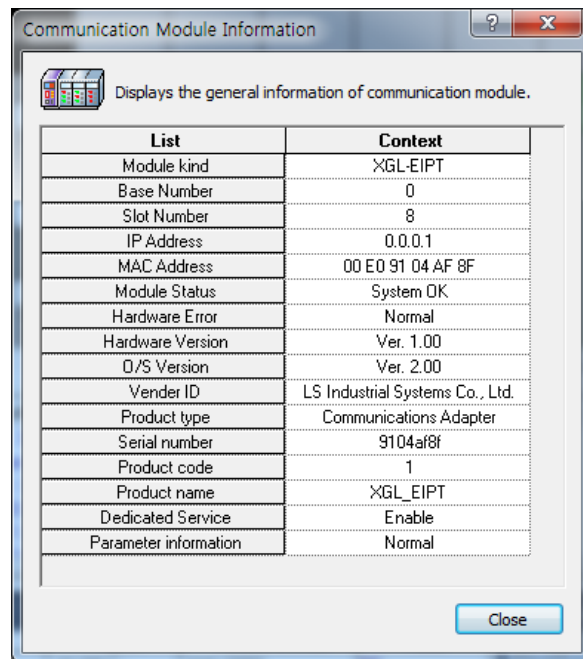 Communication Module Information
Displays the general information of communication module.
List Context
Module kind XGL-EIPT
Base Number 0
Slot Number 8
IP Address 0.0.0.1
MAC Address 00 E0 91 04 AF 8F
Module Status System OK
Hardware Error Normal
Hardware Version Ver. 1.00
O/S Version Ver. 2.00
Vender ID LS Industrial Systems Co., Ltd.
Product type Communications Adapter
Serial number 9104af8f
Product code 1
Product name XGL_EIPT
Dedicated Service Enable
Parameter information Normal
Close